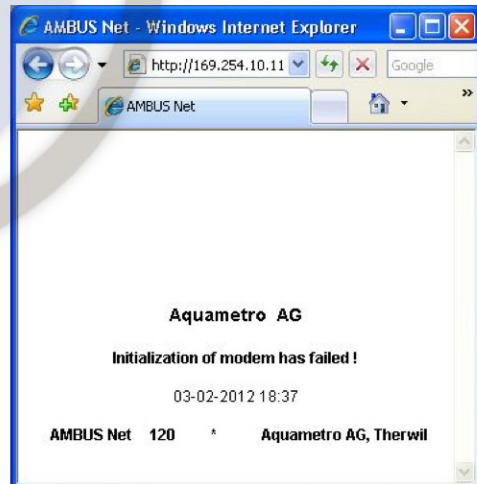 AMBUS Net - Windows Internet Explorer
http://169.254.10.11
Google
AMBUS Net
»
Aquametro AG
Initialization of modem has failed !
03-02-2012 18:37
AMBUS Net 120 * Aquametro AG, Therwil